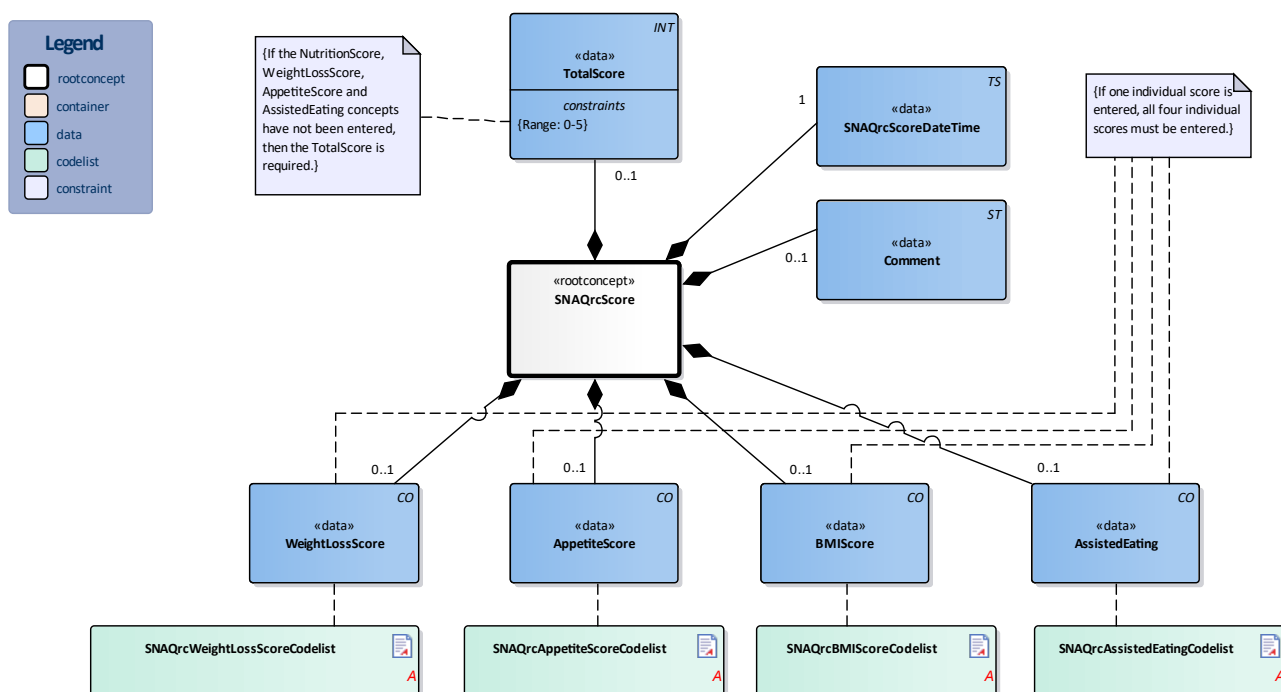 Legend
rootconcept
container
data
codelist
constraint
{If the NutritionScore,
WeightLossScore,
AppetiteScore and
AssistedEating concepts
have not been entered,
then the TotalScore is
required.}
INT
«data»
TotalScore
constraints
{Range: 0-5}
0..1
TS
«data»
SNAQrcScoreDateTime
1
{If one individual score is
entered, all four individual
scores must be entered.}
ST
«data»
Comment
0..1
«rootconcept»
SNAQrcScore
0..1
0..1
0..1
0..1
CO
«data»
WeightLossScore
CO
«data»
AppetiteScore
CO
«data»
BMIScore
CO
«data»
AssistedEating
SNAQrcWeightLossScoreCodelist
A
SNAQrcAppetiteScoreCodelist
A
SNAQrcBMIScoreCodelist
A
SNAQrcAssistedEatingCodelist
A